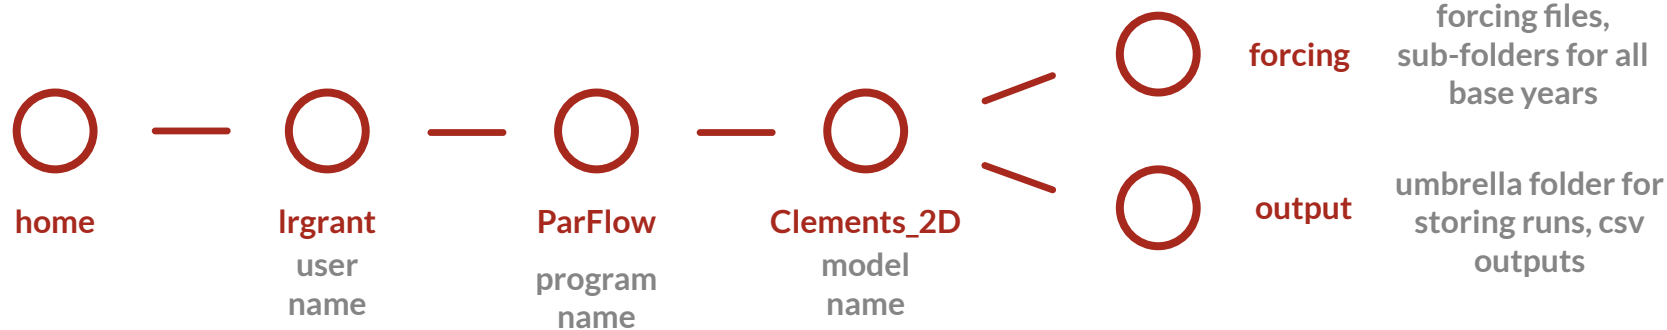 home
lrgrant
user
name
ParFlow
program
name
Clements_2D
model
name
forcing
forcing files,
sub-folders for all
base years
output
umbrella folder for
storing runs, csv
outputs